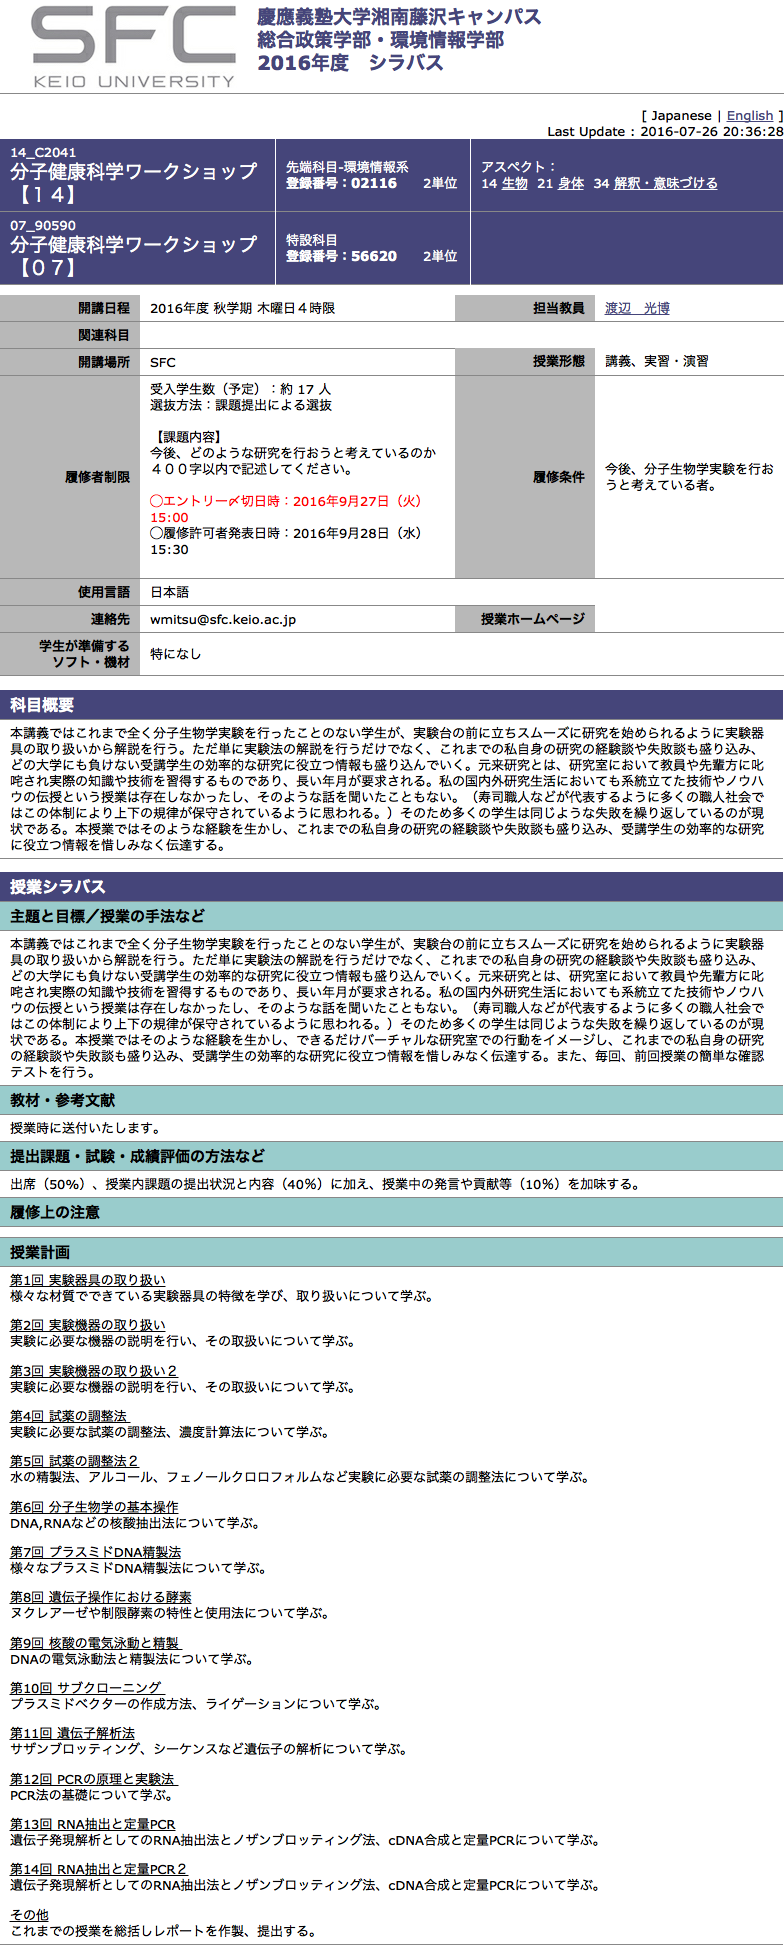 SFC
KEIO UNIVERSITY
慶應義塾大学湘南藤沢キャンパス
総合政策学部・環境情報学部
2016年度　シラバス
[ Japanese | English ]
Last Update : 2016-07-26 20:36:28
14_C2041
分子健康科学ワークショップ
【１４】
先端科目-環境情報系
登録番号：02116　　2単位
アスペクト：
14 生物 21 身体 34 解釈・意味づける
07_90590
分子健康科学ワークショップ
【０７】
特設科目
登録番号：56620　　2単位
開講日程
2016年度 秋学期 木曜日４時限
担当教員
渡辺　光博
関連科目
開講場所
SFC
授業形態
講義、実習・演習
履修者制限
受入学生数（予定）：約 17 人
選抜方法：課題提出による選抜
【課題内容】
今後、どのような研究を行おうと考えているのか
４００字以内で記述してください。
◯エントリー〆切日時：2016年9月27日（火）
15:00
◯履修許可者発表日時：2016年9月28日（水）
15:30
履修条件
今後、分子生物学実験を行お
うと考えている者。
使用言語
日本語
連絡先
wmitsu@sfc.keio.ac.jp
授業ホームページ
学生が準備する
ソフト・機材
特になし
科目概要
本講義ではこれまで全く分子生物学実験を行ったことのない学生が、実験台の前に立ちスムーズに研究を始められるように実験器
具の取り扱いから解説を行う。ただ単に実験法の解説を行うだけでなく、これまでの私自身の研究の経験談や失敗談も盛り込み、
どの大学にも負けない受講学生の効率的な研究に役立つ情報も盛り込んでいく。元来研究とは、研究室において教員や先輩方に叱
咤され実際の知識や技術を習得するものであり、長い年月が要求される。私の国内外研究生活においても系統立てた技術やノウハ
ウの伝授という授業は存在しなかったし、そのような話を聞いたこともない。（寿司職人などが代表するように多くの職人社会で
はこの体制により上下の規律が保守されているように思われる。）そのため多くの学生は同じような失敗を繰り返しているのが現
状である。本授業ではそのような経験を生かし、これまでの私自身の研究の経験談や失敗談も盛り込み、受講学生の効率的な研究
に役立つ情報を惜しみなく伝達する。
授業シラバス
主題と目標／授業の手法など
本講義ではこれまで全く分子生物学実験を行ったことのない学生が、実験台の前に立ちスムーズに研究を始められるように実験器
具の取り扱いから解説を行う。ただ単に実験法の解説を行うだけでなく、これまでの私自身の研究の経験談や失敗談も盛り込み、
どの大学にも負けない受講学生の効率的な研究に役立つ情報も盛り込んでいく。元来研究とは、研究室において教員や先輩方に叱
咤され実際の知識や技術を習得するものであり、長い年月が要求される。私の国内外研究生活においても系統立てた技術やノウハ
ウの伝授という授業は存在しなかったし、そのような話を聞いたこともない。（寿司職人などが代表するように多くの職人社会で
はこの体制により上下の規律が保守されているように思われる。）そのため多くの学生は同じような失敗を繰り返しているのが現
状である。本授業ではそのような経験を生かし、できるだけバーチャルな研究室での行動をイメージし、これまでの私自身の研究
の経験談や失敗談も盛り込み、受講学生の効率的な研究に役立つ情報を惜しみなく伝達する。また、毎回、前回授業の簡単な確認
テストを行う。
教材・参考文献
授業時に送付いたします。
提出課題・試験・成績評価の方法など
出席（50%）、授業内課題の提出状況と内容（40％）に加え、授業中の発言や貢献等（10％）を加味する。
履修上の注意
授業計画
第1回 実験器具の取り扱い
様々な材質でできている実験器具の特徴を学び、取り扱いについて学ぶ。
第2回 実験機器の取り扱い
実験に必要な機器の説明を行い、その取扱いについて学ぶ。
第3回 実験機器の取り扱い２
実験に必要な機器の説明を行い、その取扱いについて学ぶ。
第4回 試薬の調整法
実験に必要な試薬の調整法、濃度計算法について学ぶ。
第5回 試薬の調整法２
水の精製法、アルコール、フェノールクロロフォルムなど実験に必要な試薬の調整法について学ぶ。
第6回 分子生物学の基本操作
DNA,RNAなどの核酸抽出法について学ぶ。
第7回 プラスミドDNA精製法
様々なプラスミドDNA精製法について学ぶ。
第8回 遺伝子操作における酵素
ヌクレアーゼや制限酵素の特性と使用法について学ぶ。
第9回 核酸の電気泳動と精製
DNAの電気泳動法と精製法について学ぶ。
第10回 サブクローニング
プラスミドベクターの作成方法、ライゲーションについて学ぶ。
第11回 遺伝子解析法
サザンブロッティング、シーケンスなど遺伝子の解析について学ぶ。
第12回 PCRの原理と実験法
PCR法の基礎について学ぶ。
第13回 RNA抽出と定量PCR
遺伝子発現解析としてのRNA抽出法とノザンブロッティング法、cDNA合成と定量PCRについて学ぶ。
第14回 RNA抽出と定量PCR２
遺伝子発現解析としてのRNA抽出法とノザンブロッティング法、cDNA合成と定量PCRについて学ぶ。
その他
これまでの授業を総括しレポートを作製、提出する。